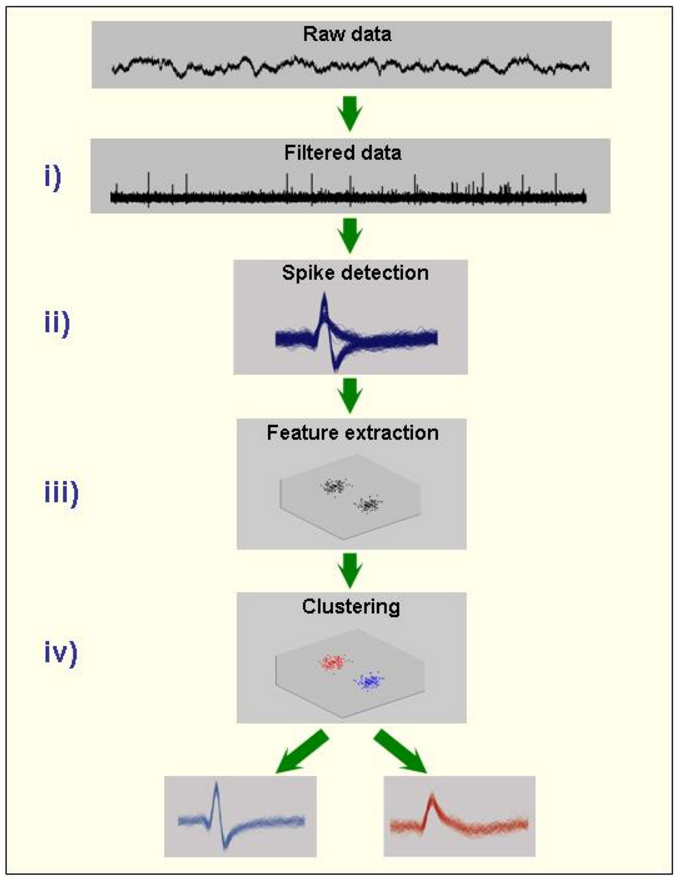 Raw data
Filtered data
i)
Spike detection
ii)
Feature extraction
iii)
Clustering
iv)